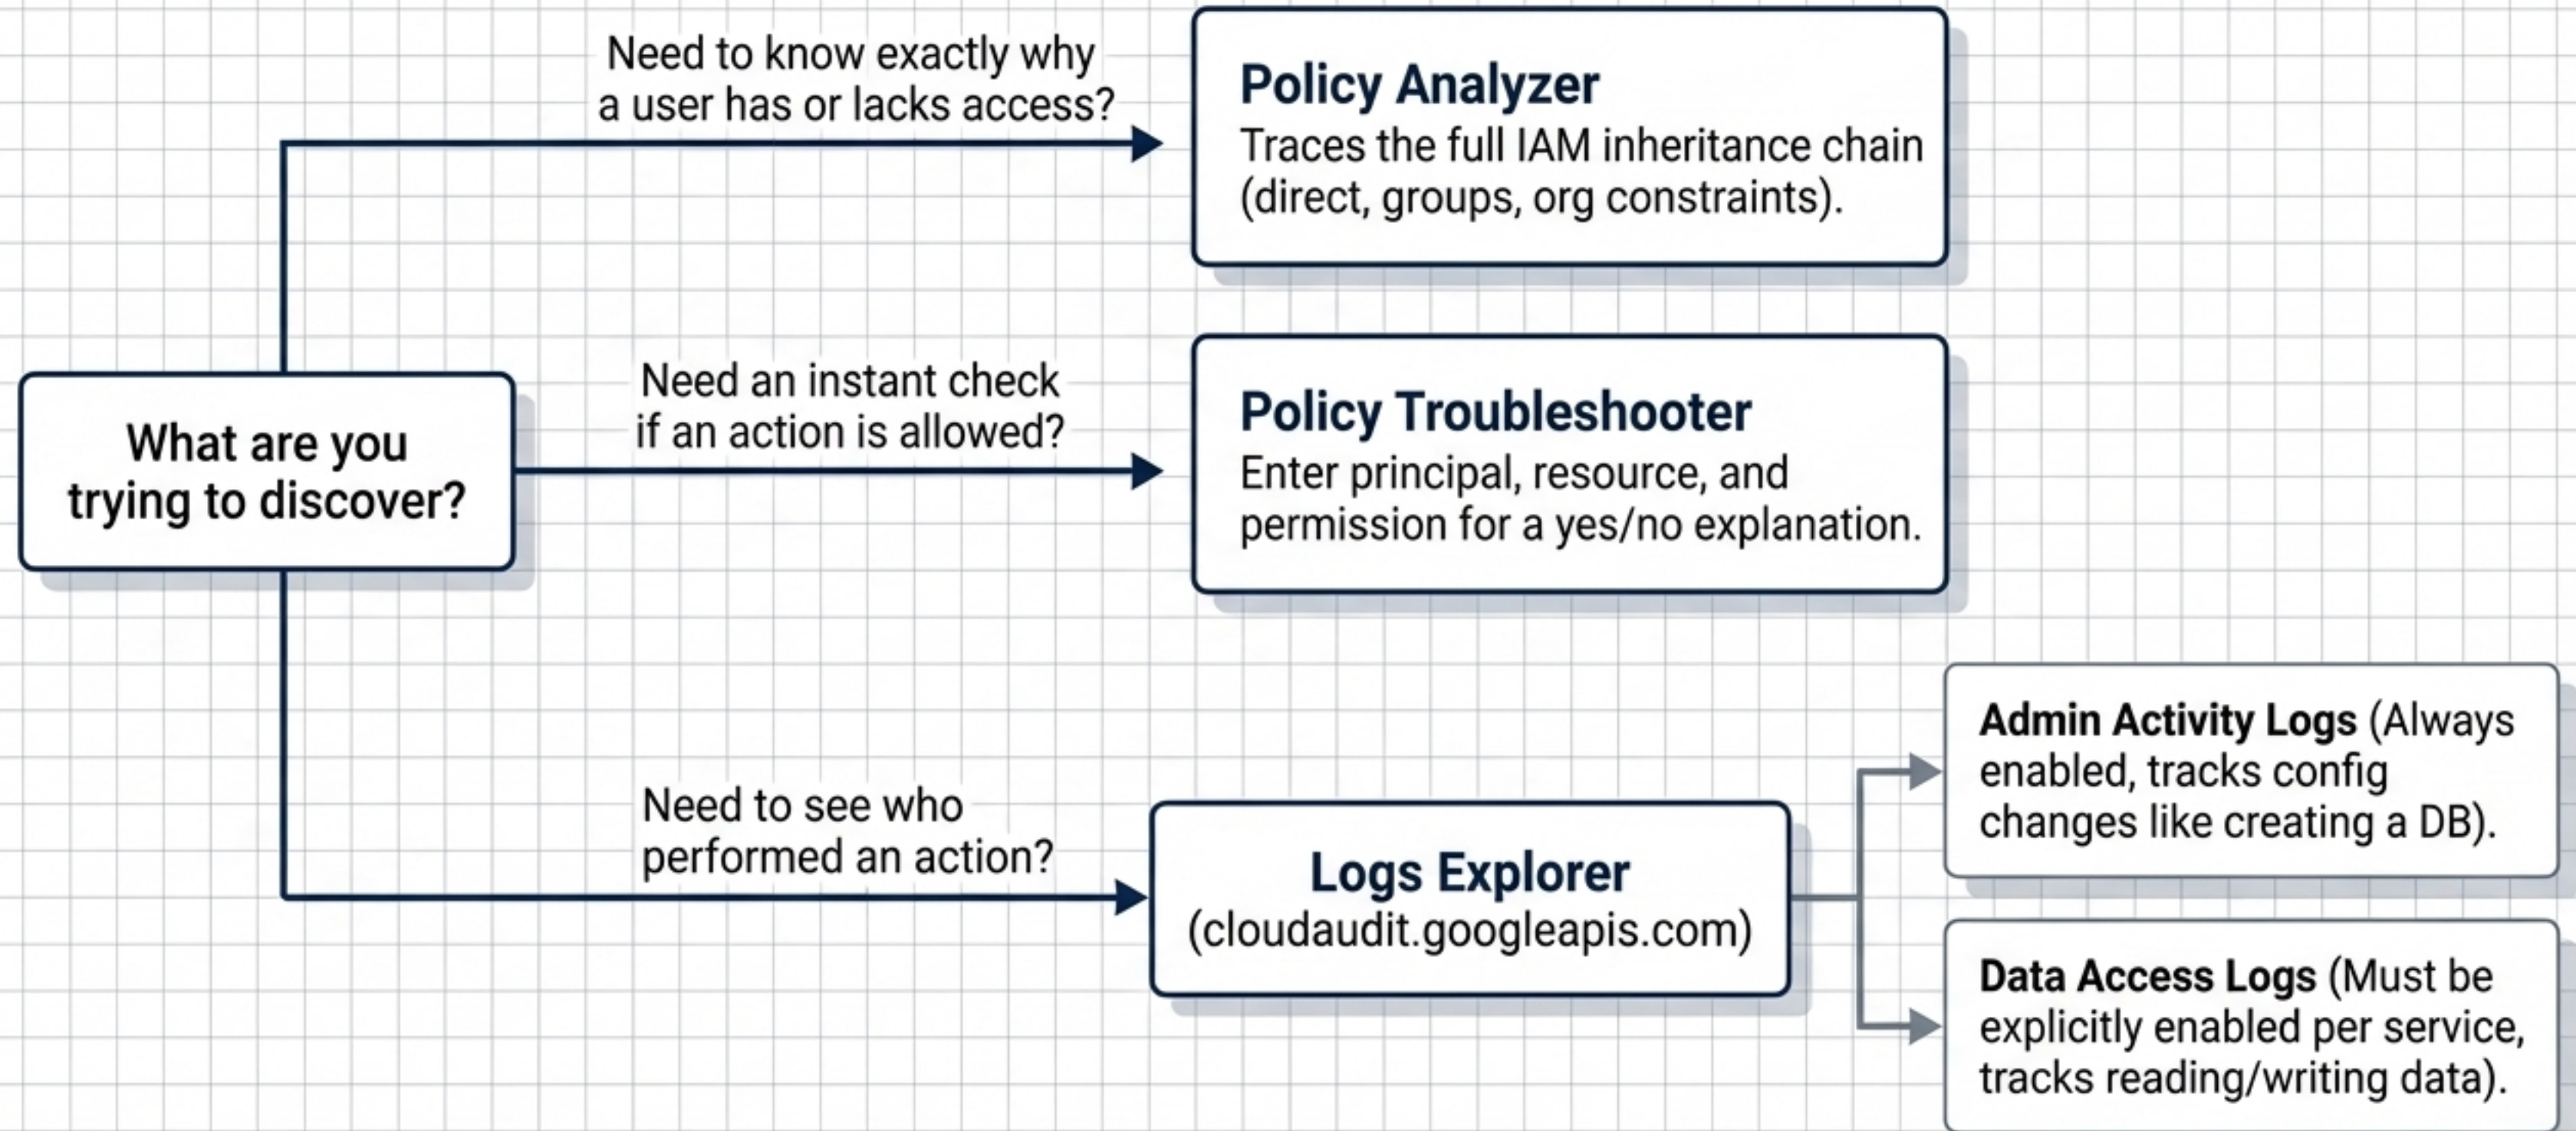 What are you
trying to discover?
Need to know exactly why
a user has or lacks access?
Policy Analyzer
Traces the full IAM inheritance chain
(direct, groups, org constraints).
Need an instant check
if an action is allowed?
Policy Troubleshooter
Enter principal, resource, and
permission for a yes/no explanation.
Need to see who
performed an action?
Logs Explorer
(cloudaudit.googleapis.com)
Admin Activity Logs (Always
enabled, tracks config
changes like creating a DB).
Data Access Logs (Must be
explicitly enabled per service,
tracks reading/writing data).